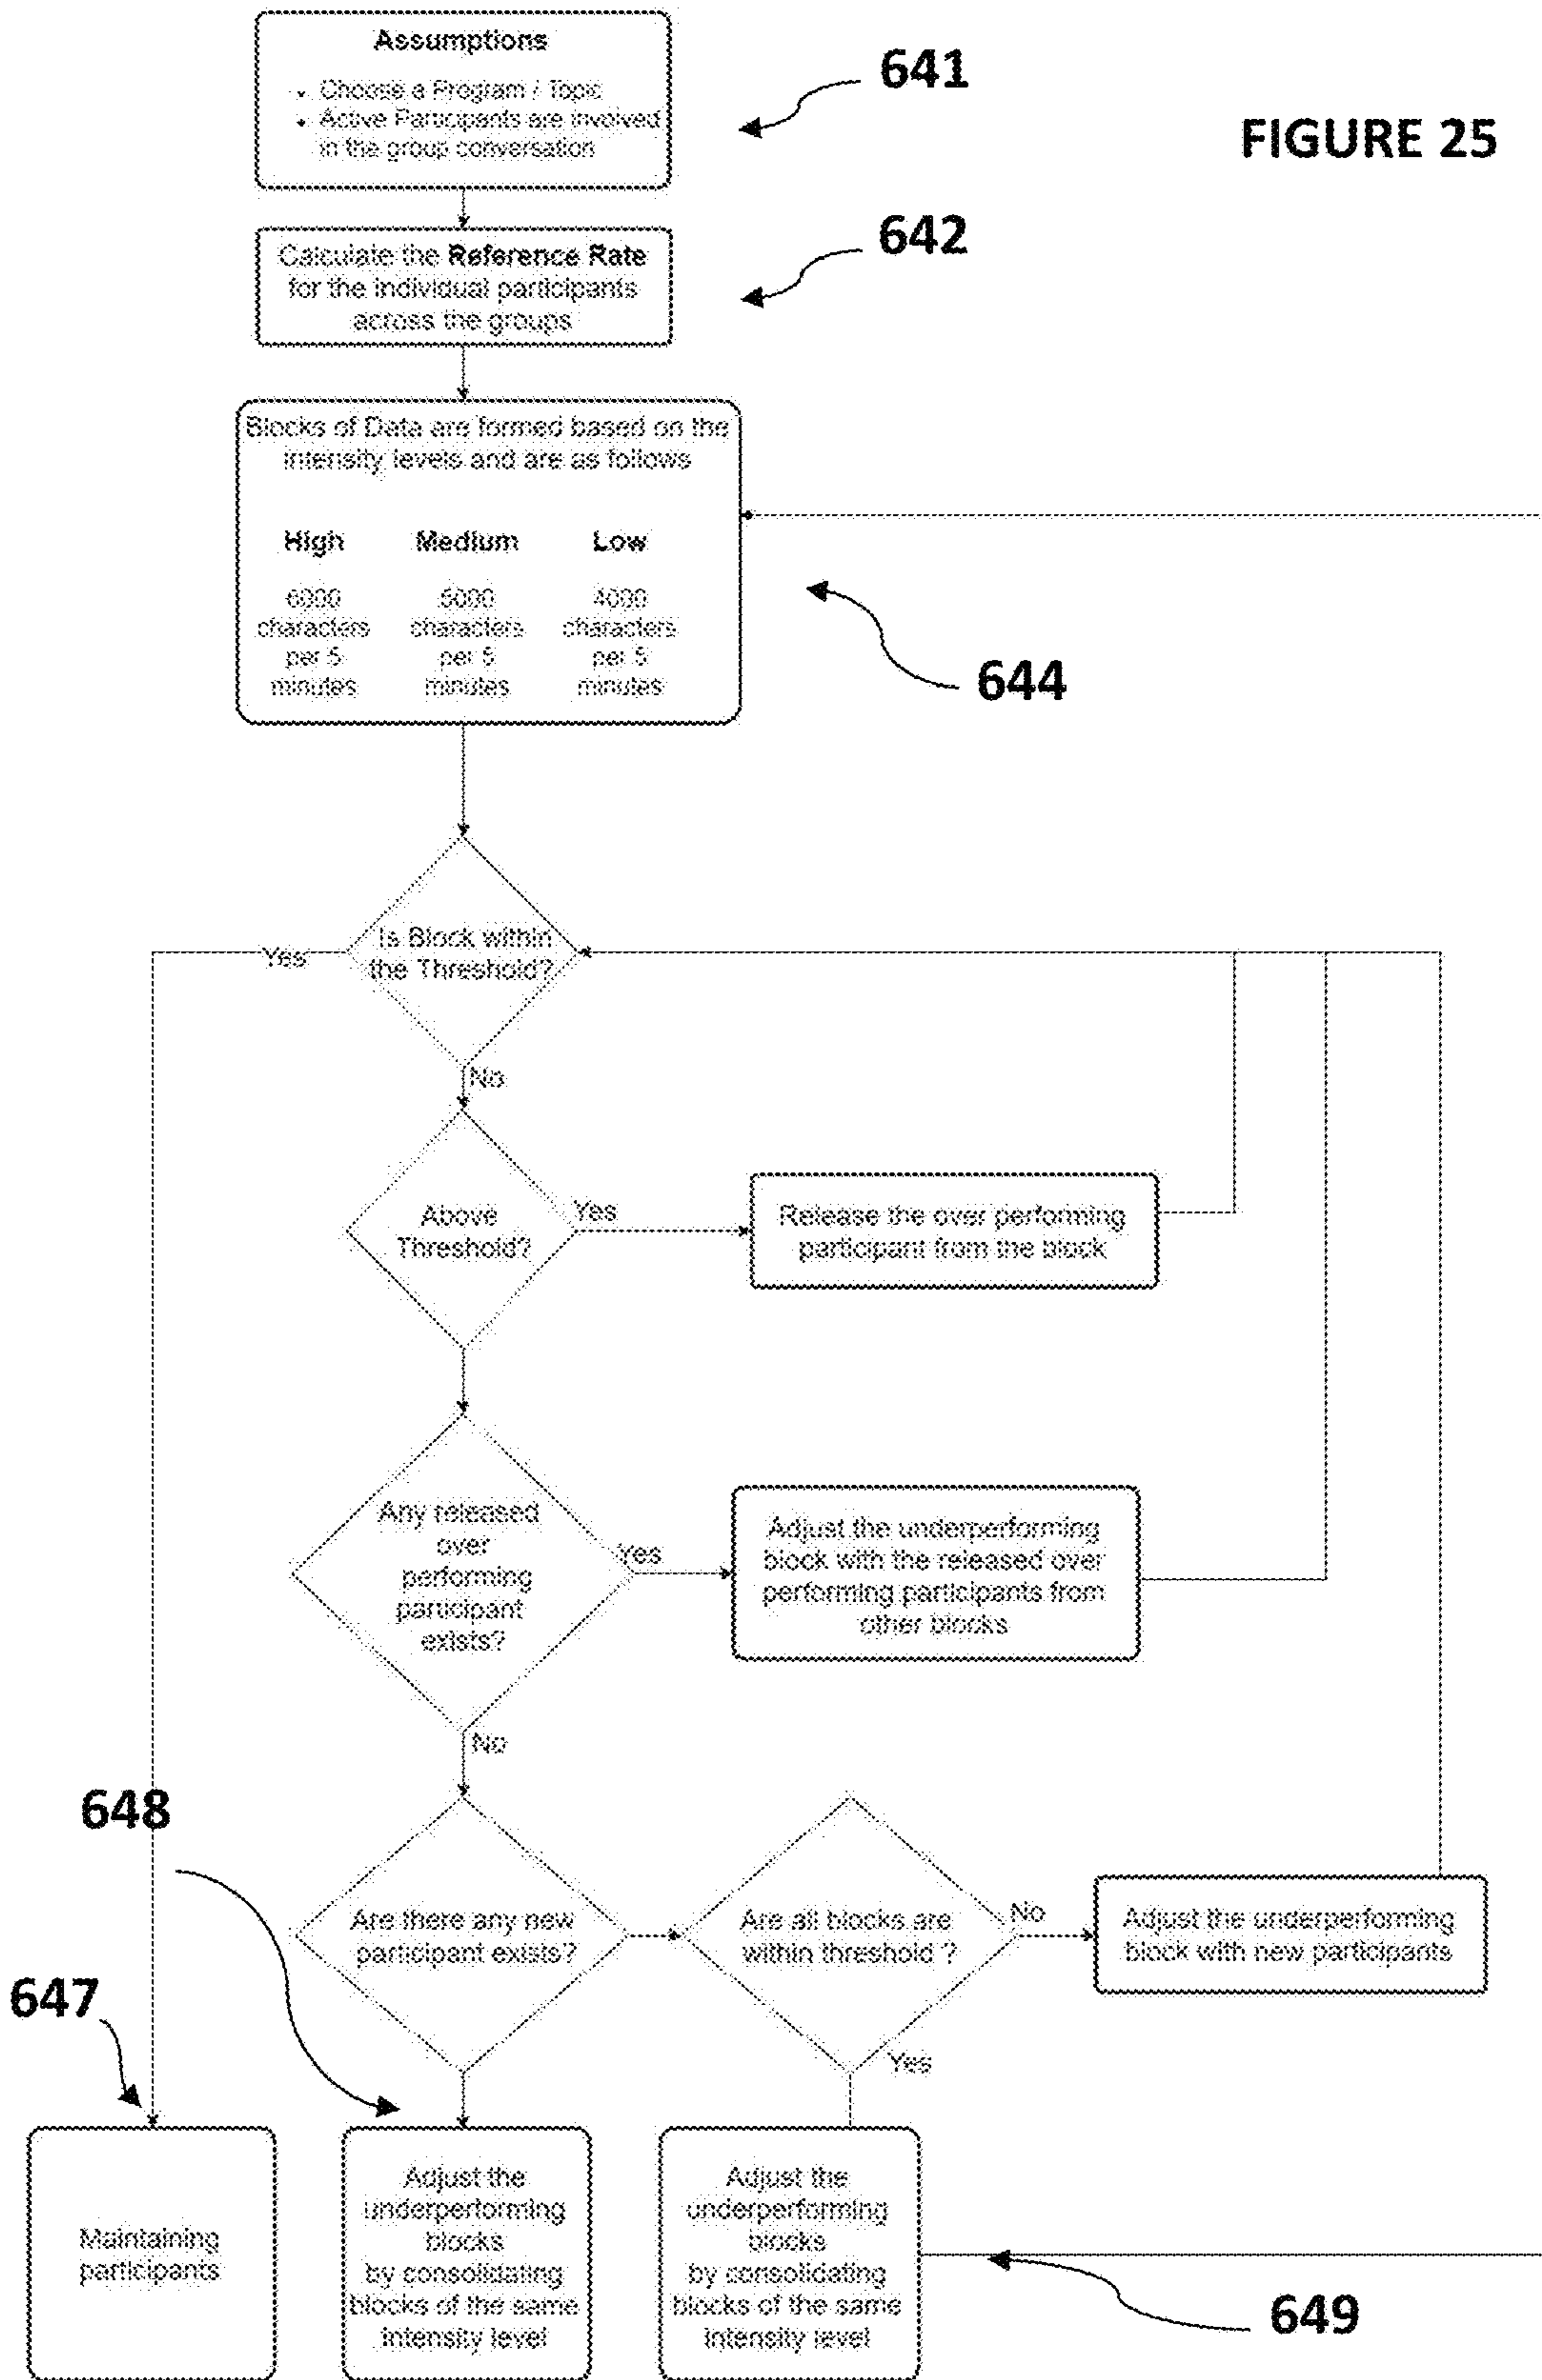 Assumptions
Choose a Program / Topic
Active Participants are involved
in the group conversation
641
FIGURE 25
Calculate the Reference Rate
for the individual participants
across the groups
642
Blocks of Data are formed based on the
intensity levels and are as follows
High Medium Low
6000 5000 4000
characters characters characters
per 5 per 5 per 5
minutes minutes minutes
644
Is Block within
the Threshold?
Yes
No
Above
Threshold?
Yes
Release the over performing
participant from the block
Any released
over
performing
participant
exists?
Yes
Adjust the underperforming
block with the released over
performing participants from
other blocks
No
648
Are there any new
participant exists?
Are all blocks are
within threshold ?
No
Adjust the underperforming
block with new participants
647
Yes
Maintaining
participants
Adjust the
underperforming
blocks
by consolidating
blocks of the same
intensity level
Adjust the
underperforming
blocks
by consolidating
blocks of the same
intensity level
649